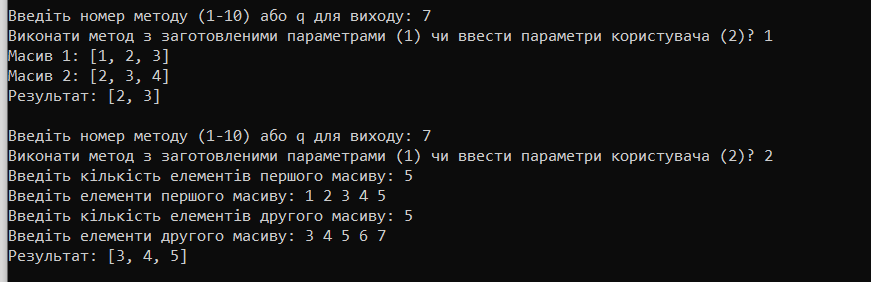 Введіть номер методу (1-10) або q для виходу: 7
Виконати метод з заготовленими параметрами (1) чи ввести параметри користувача (2)? 1
Масив 1: [1, 2, 3]
Масив 2: [2, 3, 4]
Результат: [2, 3]
Введіть номер методу (1-10) або q для виходу: 7
Виконати метод з заготовленими параметрами (1) чи ввести параметри користувача (2)? 2
Введіть кількість елементів першого масиву: 5
Введіть елементи першого масиву: 1 2 3 4 5
Введіть кількість елементів другого масиву: 5
Введіть елементи другого масиву: 3 4 5 6 7
Результат: [3, 4, 5]